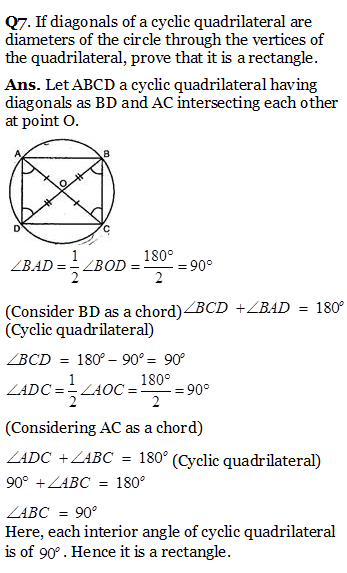 Q7. If diagonals of a cyclic quadrilateral are
diameters of the circle through the vertices of
the quadrilateral, prove that it is a rectangle.
Ans. Let ABCD a cyclic quadrilateral having
diagonals as BD and AC intersecting each other
at point O.
A B
O
D C
∠BAD = 1/2 ∠BOD = 180°/2 = 90°
(Consider BD as a chord) ∠BCD + ∠BAD = 180°
(Cyclic quadrilateral)
∠BCD = 180° – 90° = 90°
∠ADC = 1/2 ∠AOC = 180°/2 = 90°
(Considering AC as a chord)
∠ADC + ∠ABC = 180° (Cyclic quadrilateral)
90° + ∠ABC = 180°
∠ABC = 90°
Here, each interior angle of cyclic quadrilateral
is of 90°. Hence it is a rectangle.